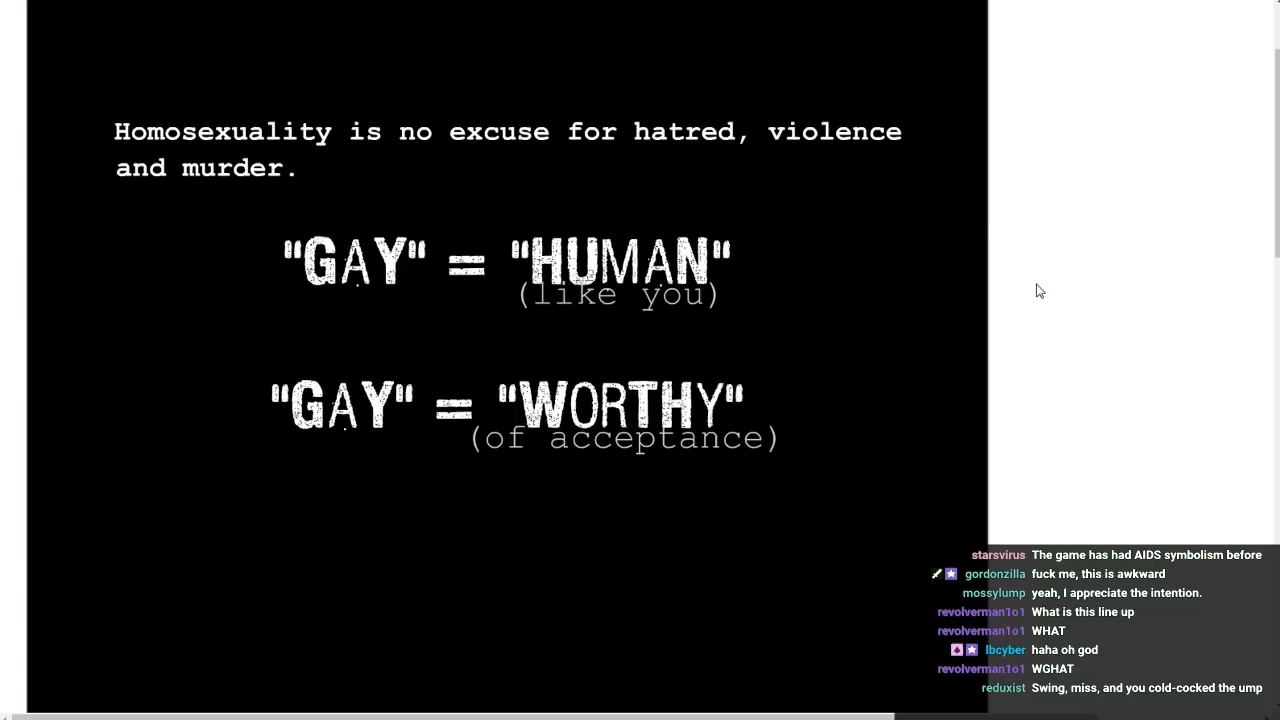 Homosexuality is no excuse for hatred, violence
and murder.
"GAY" = "HUMAN"
(like you)
"GAY" = "WORTHY"
(of acceptance)
starsvirus The game has had AIDS symbolism before
gordonzilla fuck me, this is awkward
mossylump yeah, I appreciate the intention.
revolverman1o1 What is this line up
revolverman1o1 WHAT
lbcyber haha oh god
revolverman1o1 WGHAT
reduxist Swing, miss, and you cold-cocked the ump